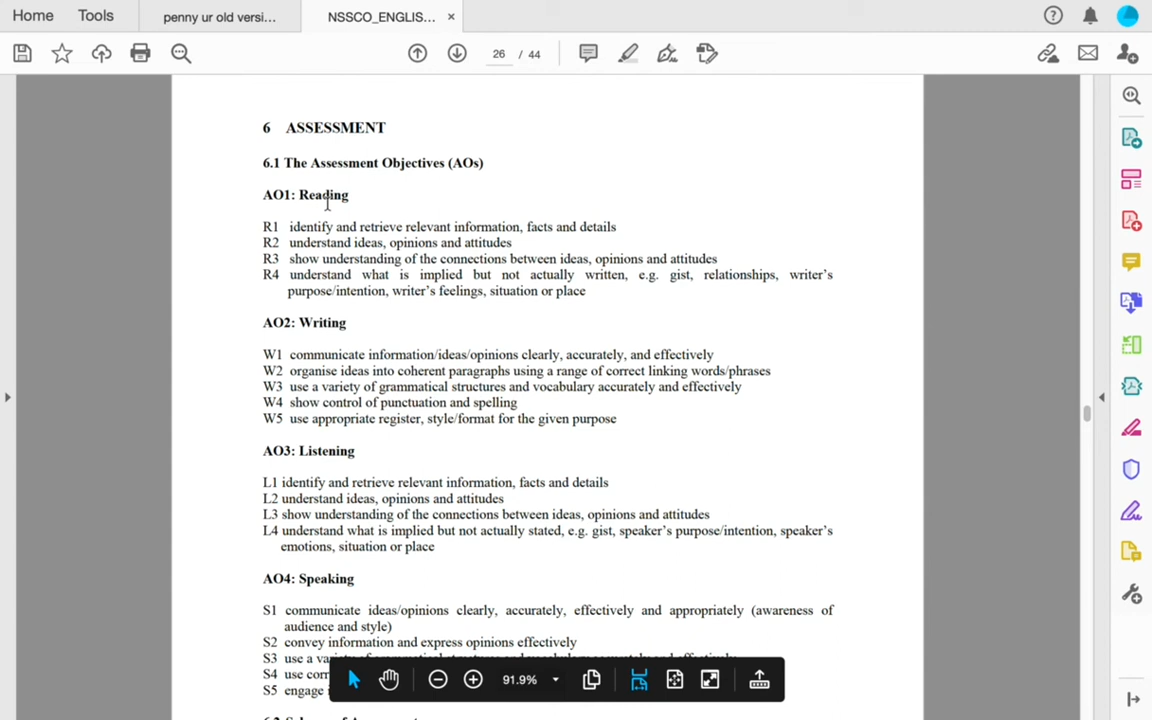 Home Tools penny ur old versi... NSSCO_ENGLIS... ×
26 / 44
6 ASSESSMENT
6.1 The Assessment Objectives (AOs)
AO1: Reading
R1 identify and retrieve relevant information, facts and details
R2 understand ideas, opinions and attitudes
R3 show understanding of the connections between ideas, opinions and attitudes
R4 understand what is implied but not actually written, e.g. gist, relationships, writer's
purpose/intention, writer's feelings, situation or place
AO2: Writing
W1 communicate information/ideas/opinions clearly, accurately, and effectively
W2 organise ideas into coherent paragraphs using a range of correct linking words/phrases
W3 use a variety of grammatical structures and vocabulary accurately and effectively
W4 show control of punctuation and spelling
W5 use appropriate register, style/format for the given purpose
AO3: Listening
L1 identify and retrieve relevant information, facts and details
L2 understand ideas, opinions and attitudes
L3 show understanding of the connections between ideas, opinions and attitudes
L4 understand what is implied but not actually stated, e.g. gist, speaker's purpose/intention, speaker's
emotions, situation or place
AO4: Speaking
S1 communicate ideas/opinions clearly, accurately, effectively and appropriately (awareness of
audience and style)
S2 convey information and express opinions effectively
S3 use a
S4 use
S5 engage
91.9%